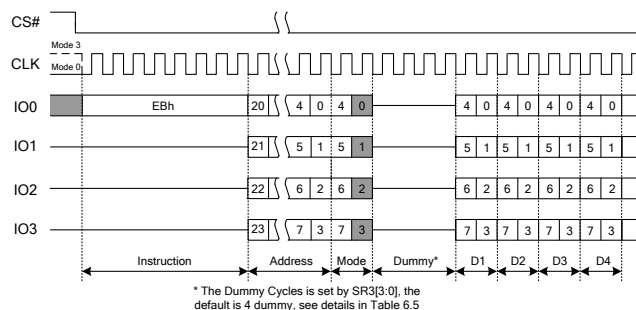 CS#
Mode 3
CLK
Mode 0
IO0 EBh 20 4 0 4 0 4 0 4 0 4 0 4 0
IO1 21 5 1 5 1 5 1 5 1 5 1 5 1
IO2 22 6 2 6 2 6 2 6 2 6 2 6 2
IO3 23 7 3 7 3 7 3 7 3 7 3 7 3
Instruction Address Mode Dummy* D1 D2 D3 D4
* The Dummy Cycles is set by SR3[3:0], the
default is 4 dummy, see details in Table 6.5